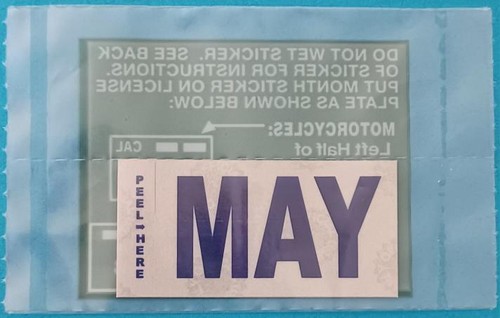 DO NOT WET STICKER. SEE BACK
OF STICKER FOR INSTRUCTIONS.
PUT MONTH STICKER ON LICENSE
PLATE AS SHOWN BELOW:
MOTORCYCLES:
Left Half of
CAL
PEEL→HERE
MAY